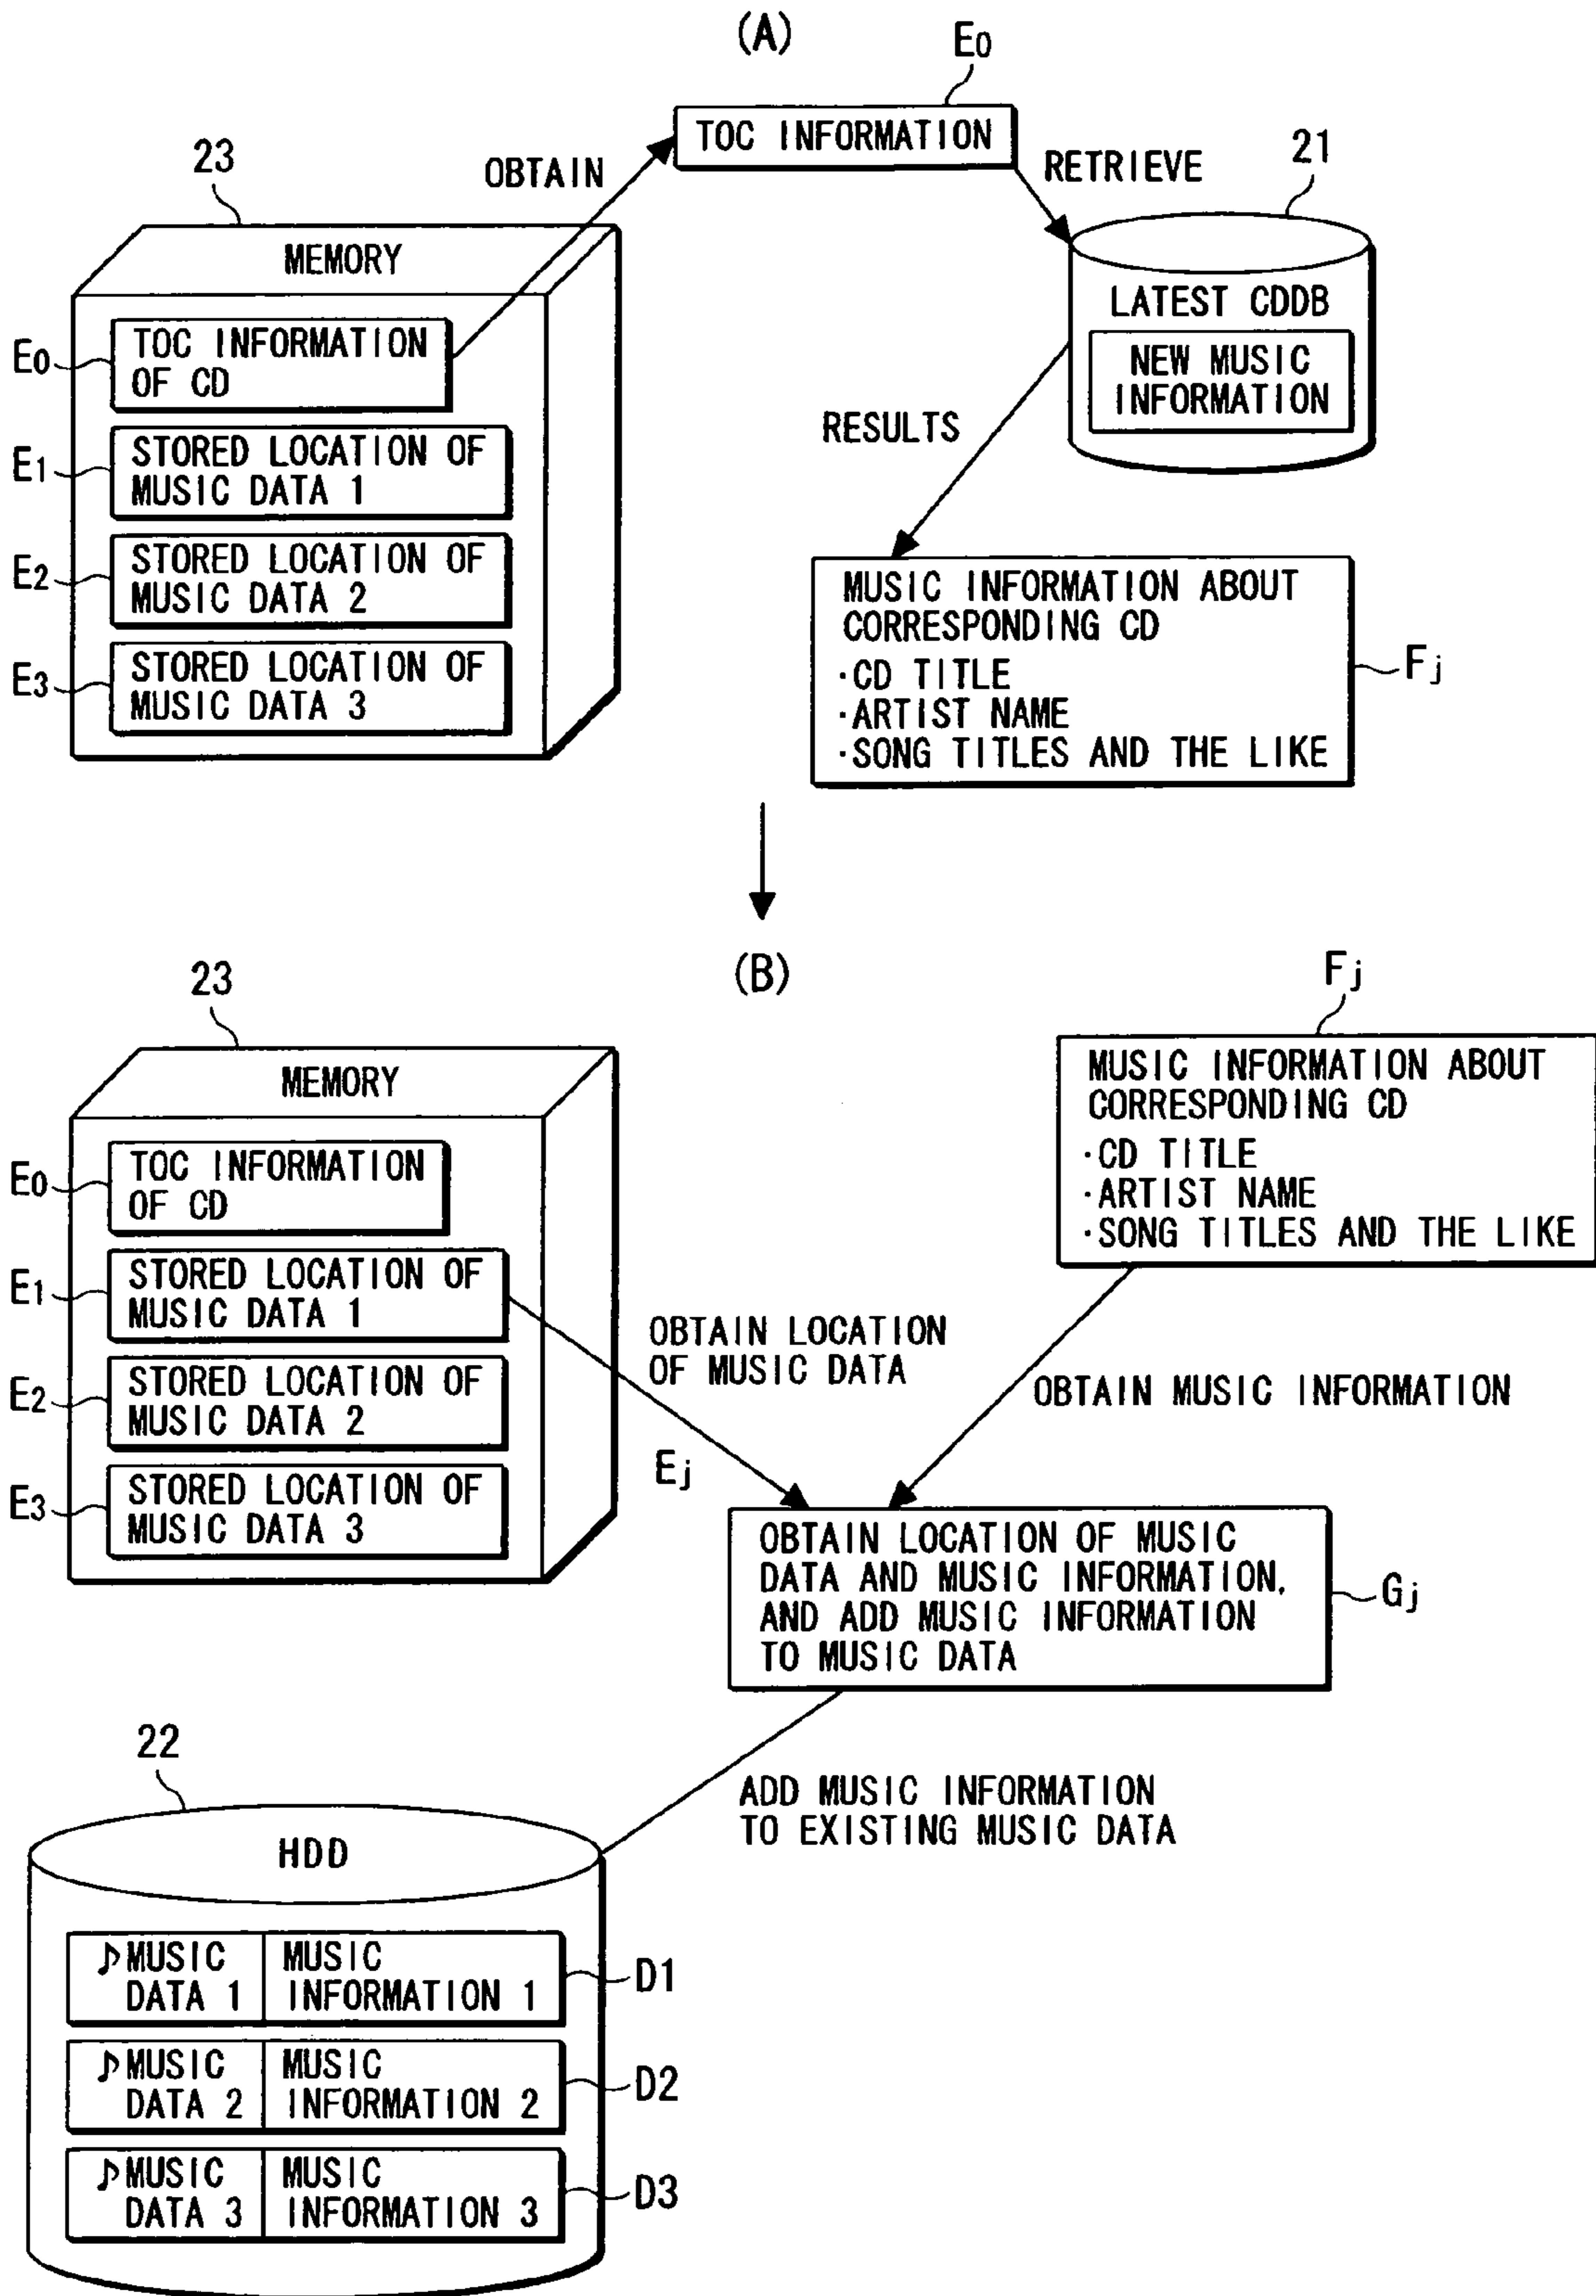 (A)
E0
TOC INFORMATION
21
23
OBTAIN
RETRIEVE
MEMORY
LATEST CDDB
NEW MUSIC
INFORMATION
E0
TOC INFORMATION
OF CD
E1
STORED LOCATION OF
MUSIC DATA 1
E2
STORED LOCATION OF
MUSIC DATA 2
E3
STORED LOCATION OF
MUSIC DATA 3
RESULTS
MUSIC INFORMATION ABOUT
CORRESPONDING CD
·CD TITLE
·ARTIST NAME
·SONG TITLES AND THE LIKE
Fj
(B)
23
MEMORY
E0
TOC INFORMATION
OF CD
E1
STORED LOCATION OF
MUSIC DATA 1
E2
STORED LOCATION OF
MUSIC DATA 2
E3
STORED LOCATION OF
MUSIC DATA 3
Fj
MUSIC INFORMATION ABOUT
CORRESPONDING CD
·CD TITLE
·ARTIST NAME
·SONG TITLES AND THE LIKE
OBTAIN LOCATION
OF MUSIC DATA
OBTAIN MUSIC INFORMATION
Ej
OBTAIN LOCATION OF MUSIC
DATA AND MUSIC INFORMATION,
AND ADD MUSIC INFORMATION
TO MUSIC DATA
Gj
22
ADD MUSIC INFORMATION
TO EXISTING MUSIC DATA
HDD
♪MUSIC
DATA 1
MUSIC
INFORMATION 1
D1
♪MUSIC
DATA 2
MUSIC
INFORMATION 2
D2
♪MUSIC
DATA 3
MUSIC
INFORMATION 3
D3